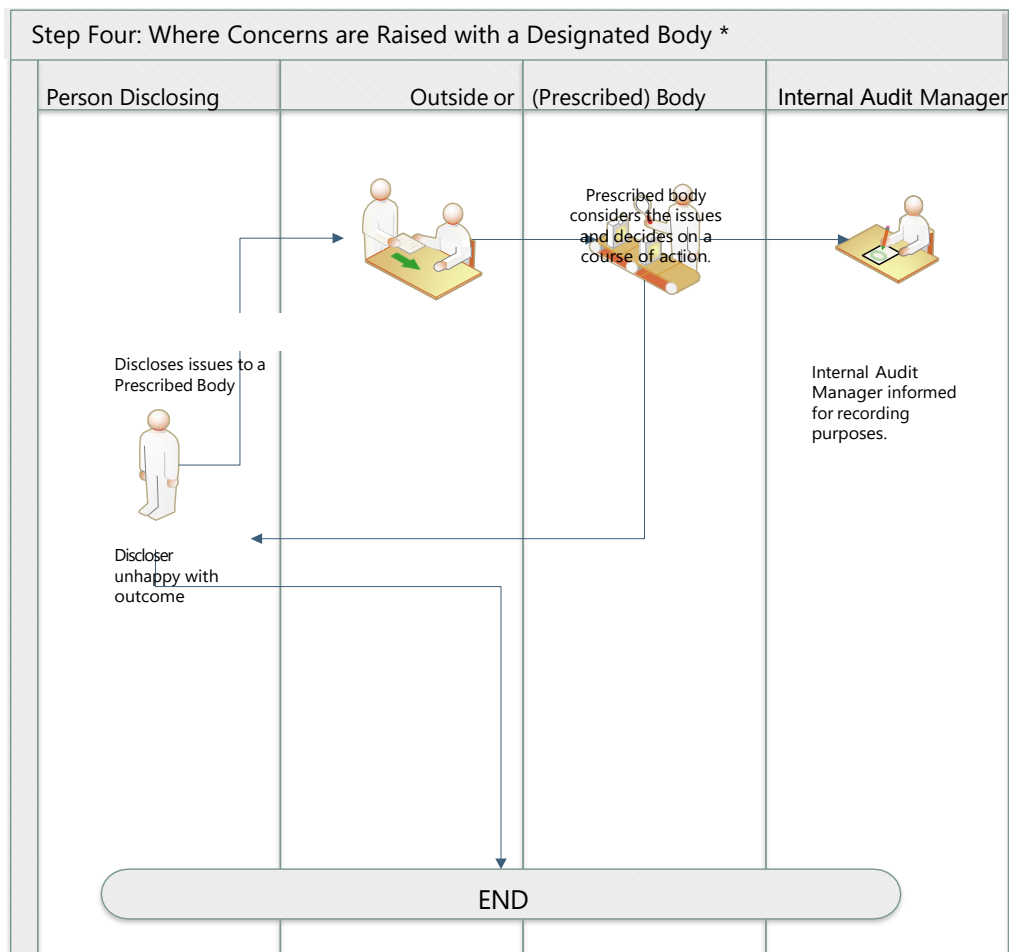 Step Four: Where Concerns are Raised with a Designated Body *
Person Disclosing
Outside or (Prescribed) Body
Internal Audit Manager
Prescribed body
considers the issues
and decides on a
course of action.
Discloses issues to a
Prescribed Body
Internal Audit
Manager informed
for recording
purposes.
Discloser
unhappy with
outcome
END